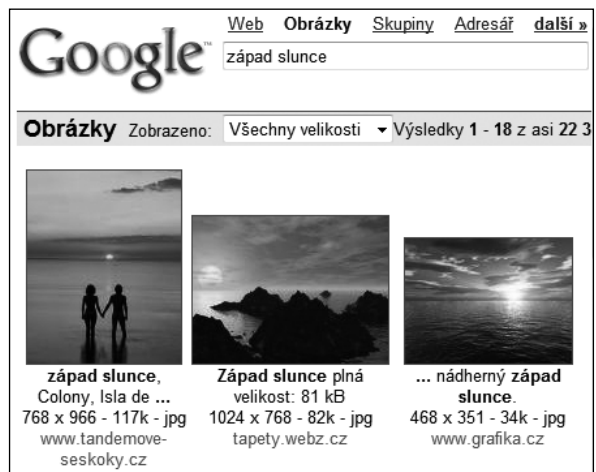 Web Obrázky Skupiny Adresář další »
Google™
západ slunce
Obrázky Zobrazeno: Všechny velikosti Výsledky 1 - 18 z asi 22 3
západ slunce,
Colony, Isla de ...
768 x 966 - 117k - jpg
www.tandemove-
seskoky.cz
Západ slunce plná
velikost: 81 kB
1024 x 768 - 82k - jpg
tapety.webz.cz
... nádherný západ
slunce.
468 x 351 - 34k - jpg
www.grafika.cz